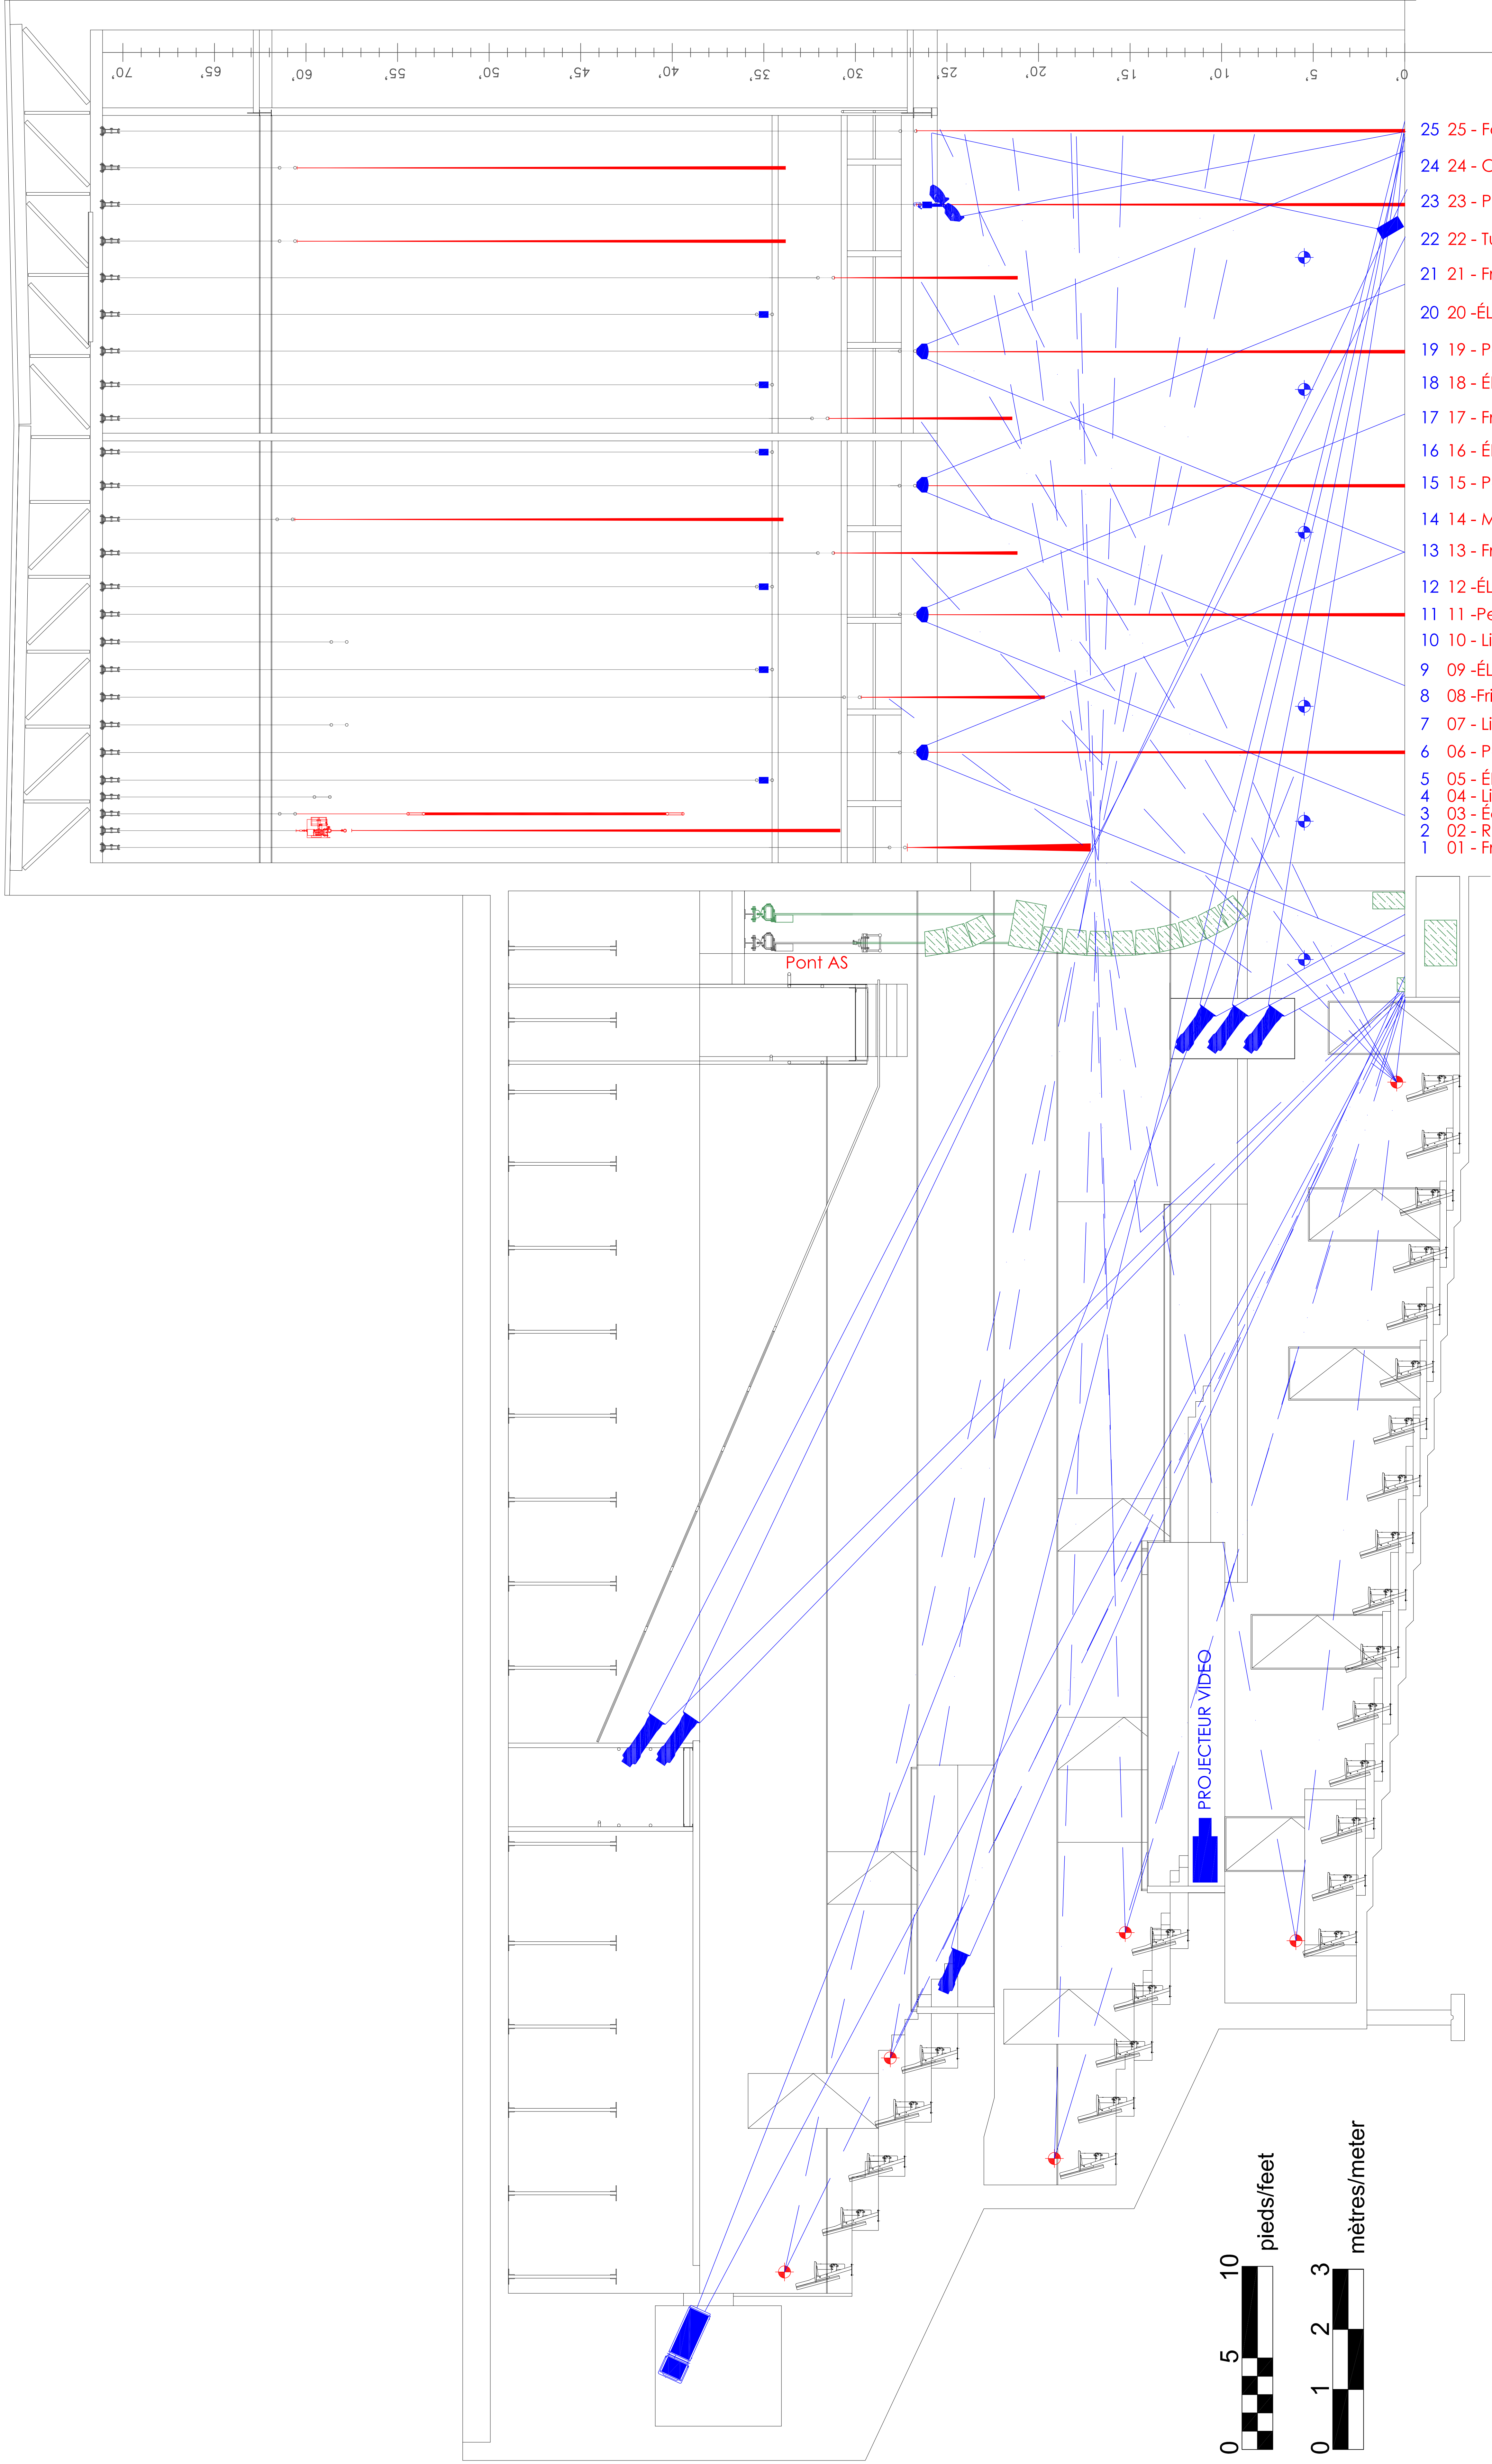 70' 65' 60' 55' 50' 45' 40' 35' 30' 25' 20' 15' 10' 5' 0'
25 25 - F
24 24 -
23 23 - P
22 22 - Tu
21 21 - Fr
20 20 -ÉL
19 19 - P
18 18 - É
17 17 - Fr
16 16 - É
15 15 - P
14 14 - M
13 13 - Fr
12 12 -ÉL
11 11 -Pe
10 10 - Li
9 09 -ÉL
8 08 -Fri
7 07 - Li
6 06 - P
5 05 - É
4 04 - Li
3 03 - É
2 02 - R
1 01 - Fr
Pont AS
PROJECTEUR VIDEO
0 5 10 pieds/feet
0 1 2 3 mètres/meter